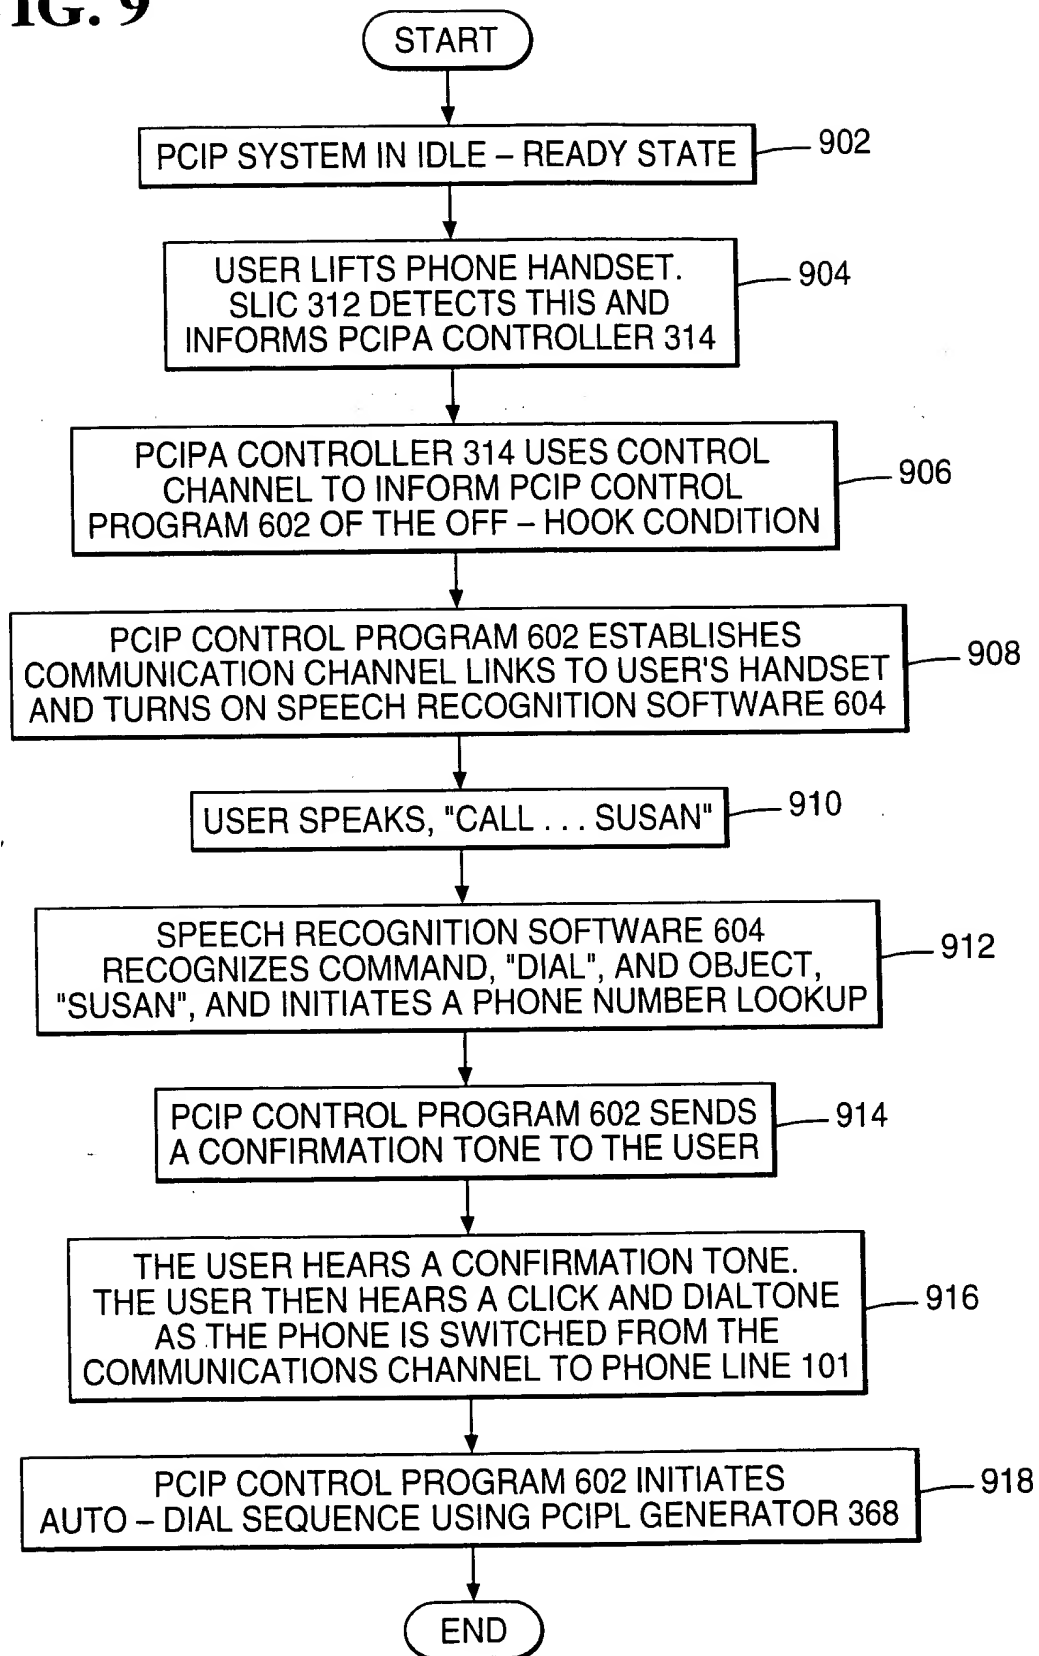 FIG. 9
START
PCIP SYSTEM IN IDLE – READY STATE
902
USER LIFTS PHONE HANDSET.
SLIC 312 DETECTS THIS AND
INFORMS PCIPA CONTROLLER 314
904
PCIPA CONTROLLER 314 USES CONTROL
CHANNEL TO INFORM PCIP CONTROL
PROGRAM 602 OF THE OFF – HOOK CONDITION
906
PCIP CONTROL PROGRAM 602 ESTABLISHES
COMMUNICATION CHANNEL LINKS TO USER'S HANDSET
AND TURNS ON SPEECH RECOGNITION SOFTWARE 604
908
USER SPEAKS, "CALL . . . SUSAN"
910
SPEECH RECOGNITION SOFTWARE 604
RECOGNIZES COMMAND, "DIAL", AND OBJECT,
"SUSAN", AND INITIATES A PHONE NUMBER LOOKUP
912
PCIP CONTROL PROGRAM 602 SENDS
A CONFIRMATION TONE TO THE USER
914
THE USER HEARS A CONFIRMATION TONE.
THE USER THEN HEARS A CLICK AND DIALTONE
AS THE PHONE IS SWITCHED FROM THE
COMMUNICATIONS CHANNEL TO PHONE LINE 101
916
PCIP CONTROL PROGRAM 602 INITIATES
AUTO – DIAL SEQUENCE USING PCIPL GENERATOR 368
918
END